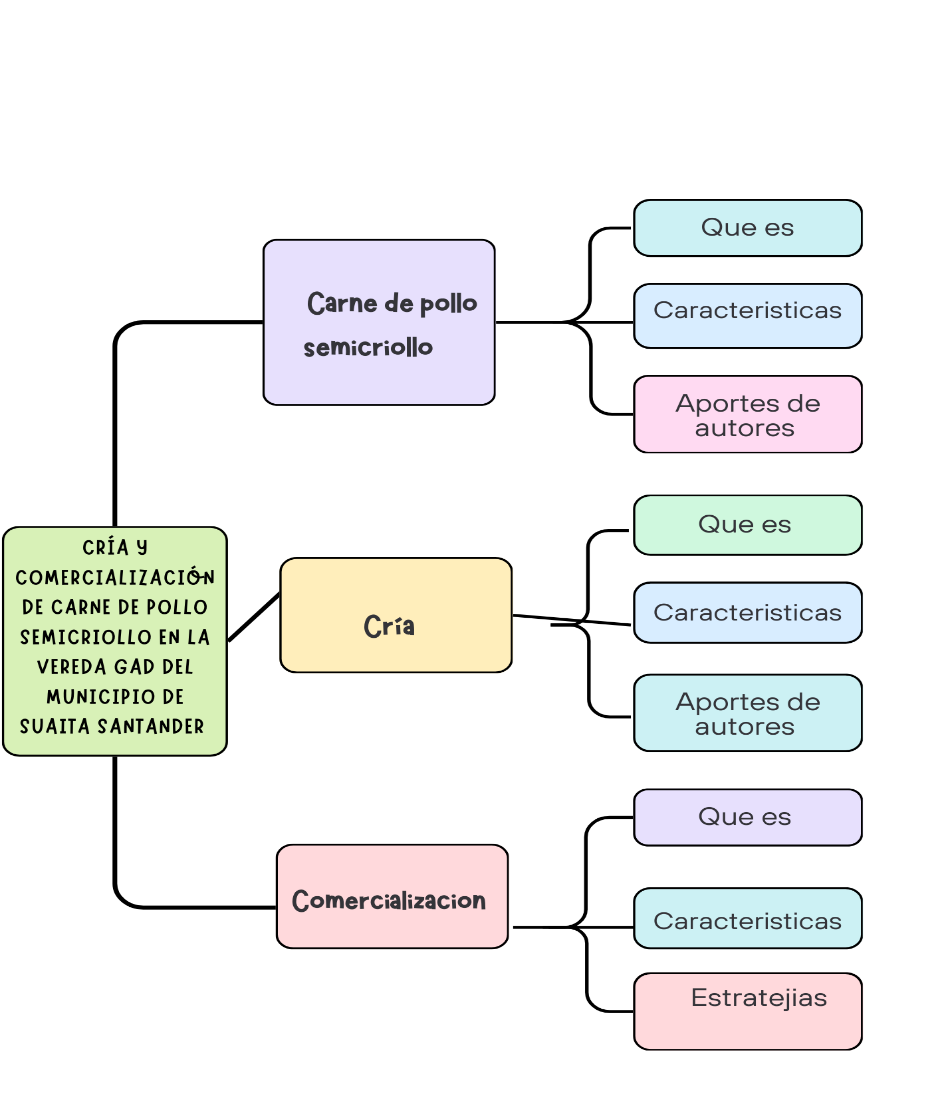 CRÍA Y
COMERCIALIZACIÓN
DE CARNE DE POLLO
SEMICRIOLLO EN LA
VEREDA GAD DEL
MUNICIPIO DE
SUAITA SANTANDER
Carne de pollo
semicriollo
Que es
Caracteristicas
Aportes de
autores
Cría
Que es
Caracteristicas
Aportes de
autores
Comercializacion
Que es
Caracteristicas
Estratejias